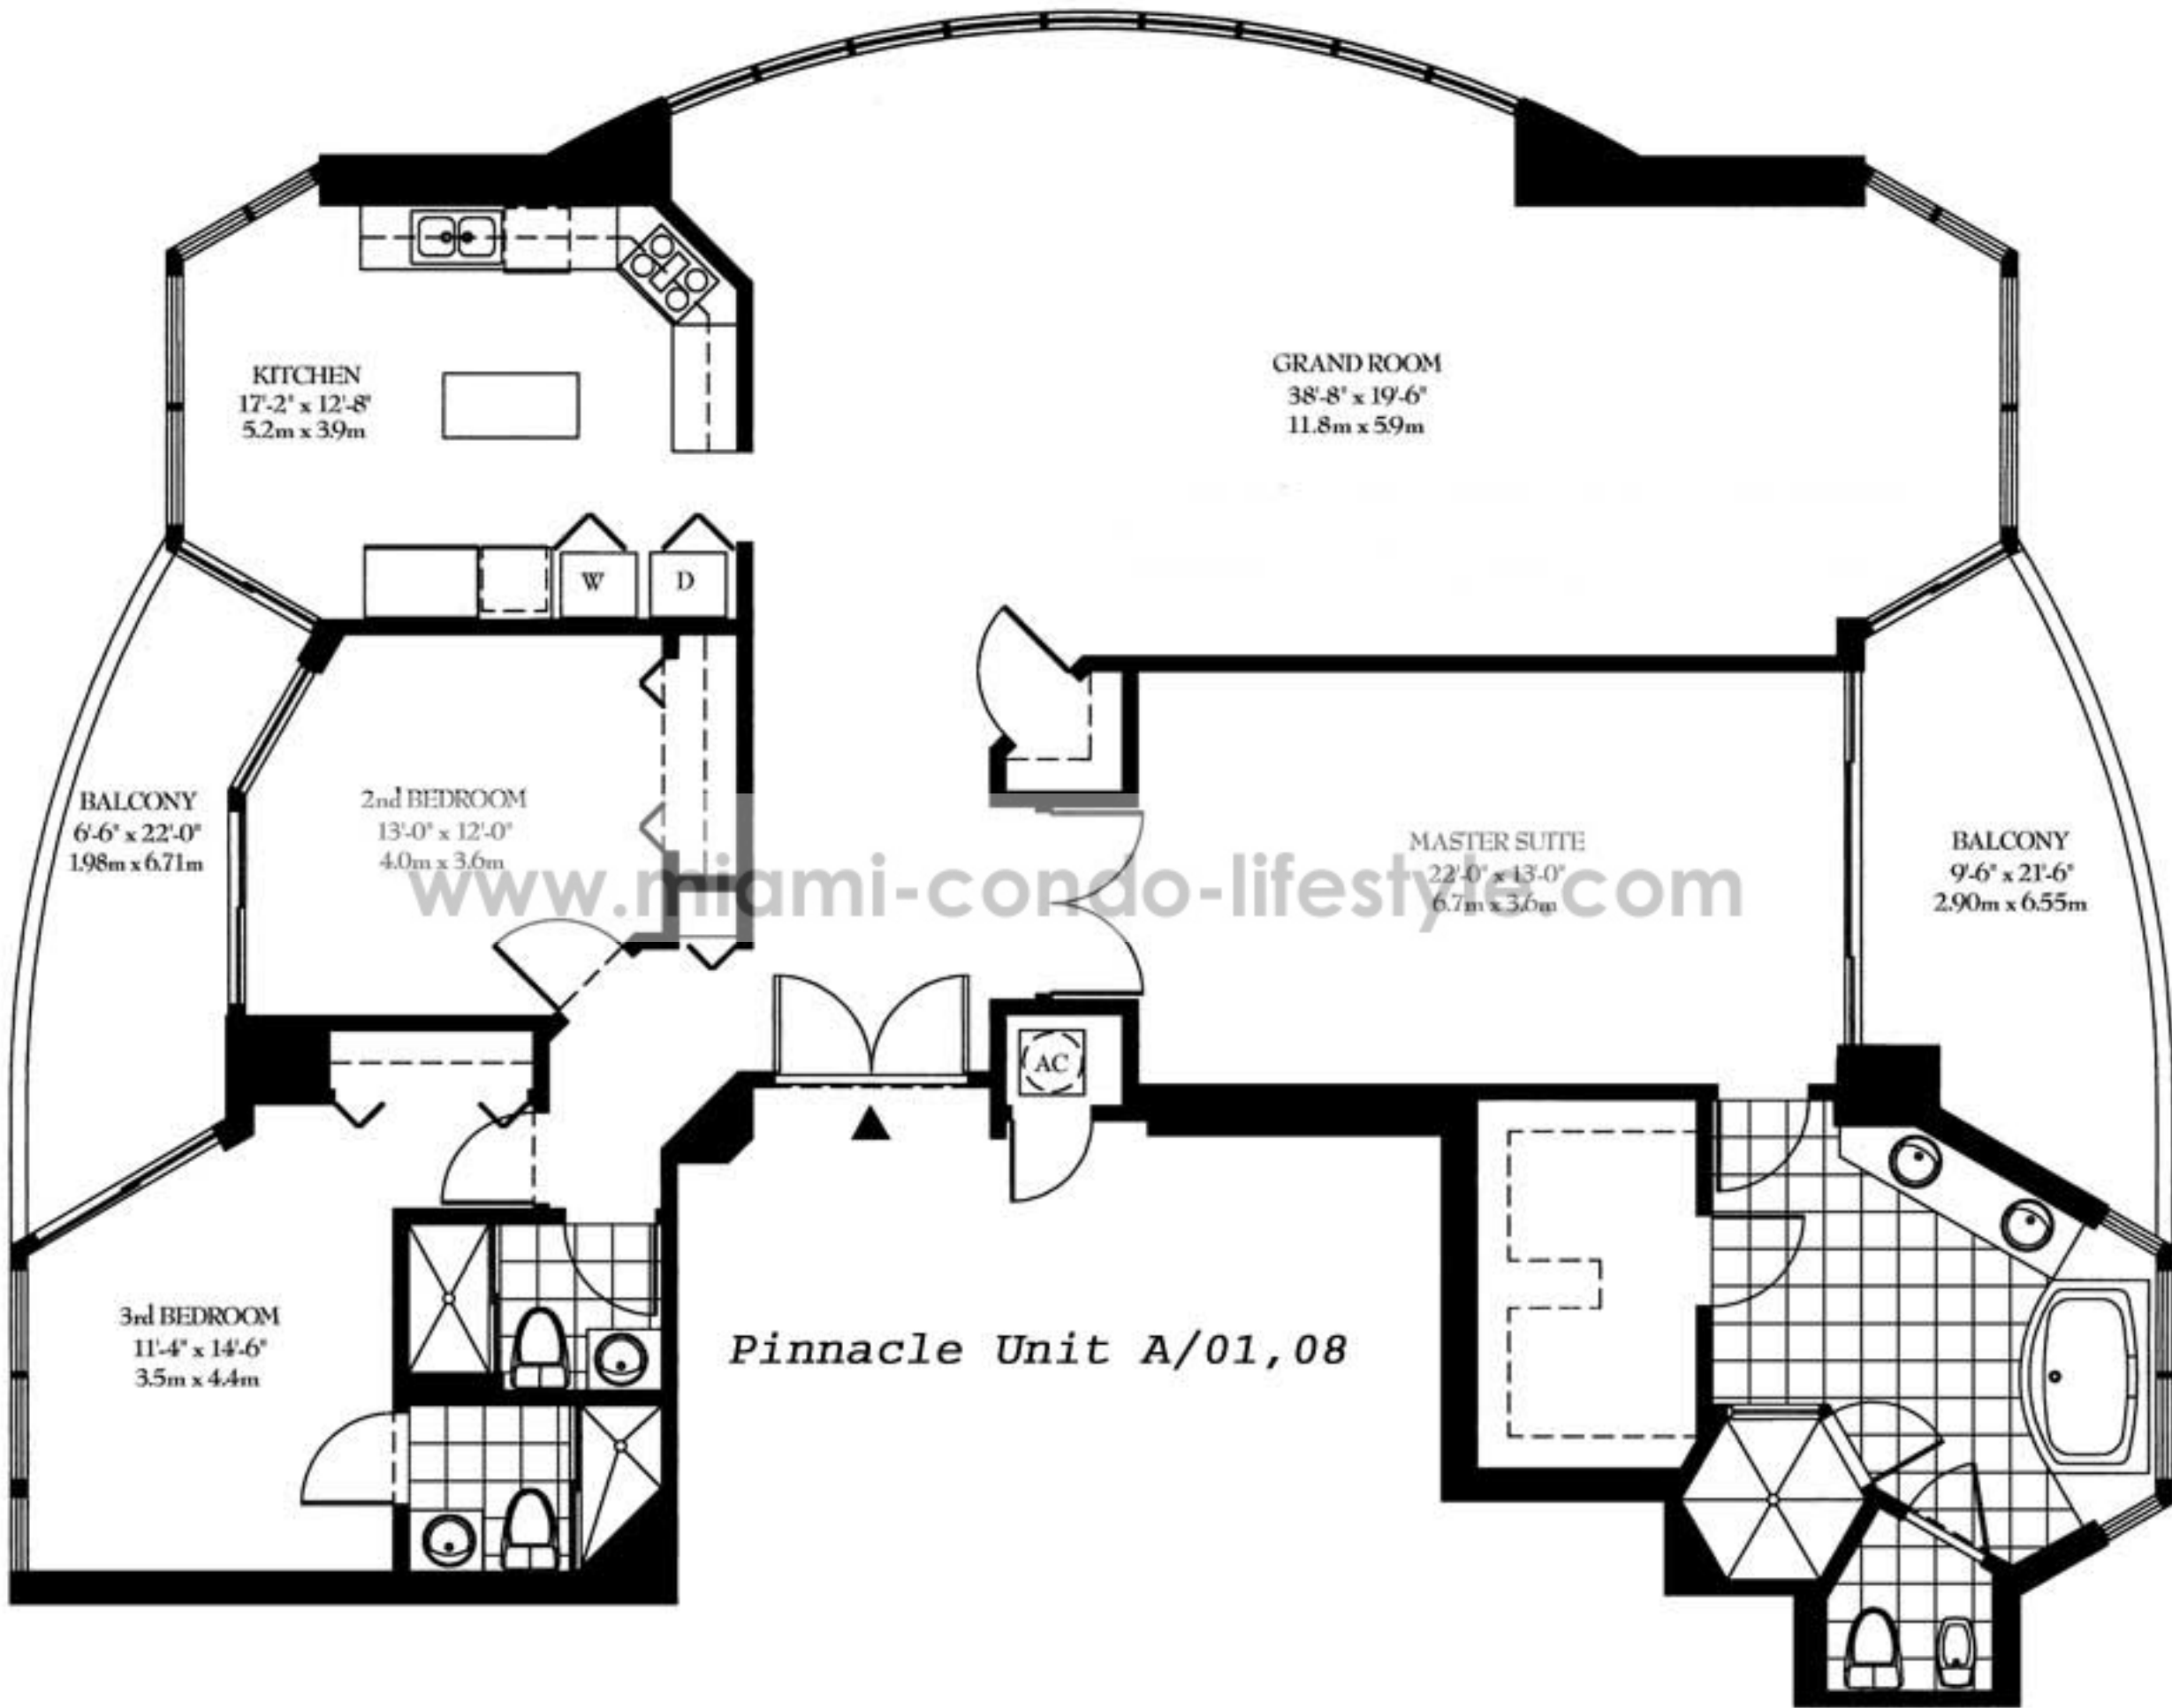 KITCHEN
17'-2" x 12'-8"
5.2m x 3.9m
GRAND ROOM
38'-8" x 19'-6"
11.8m x 5.9m
W
D
BALCONY
6'-6" x 22'-0"
1.98m x 6.71m
2nd BEDROOM
13'-0" x 12'-0"
4.0m x 3.6m
MASTER SUITE
22'-0" x 13'-0"
6.7m x 3.6m
BALCONY
9'-6" x 21'-6"
2.90m x 6.55m
www.miami-condo-lifestyle.com
AC
3rd BEDROOM
11'-4" x 14'-6"
3.5m x 4.4m
Pinnacle Unit A/01,08